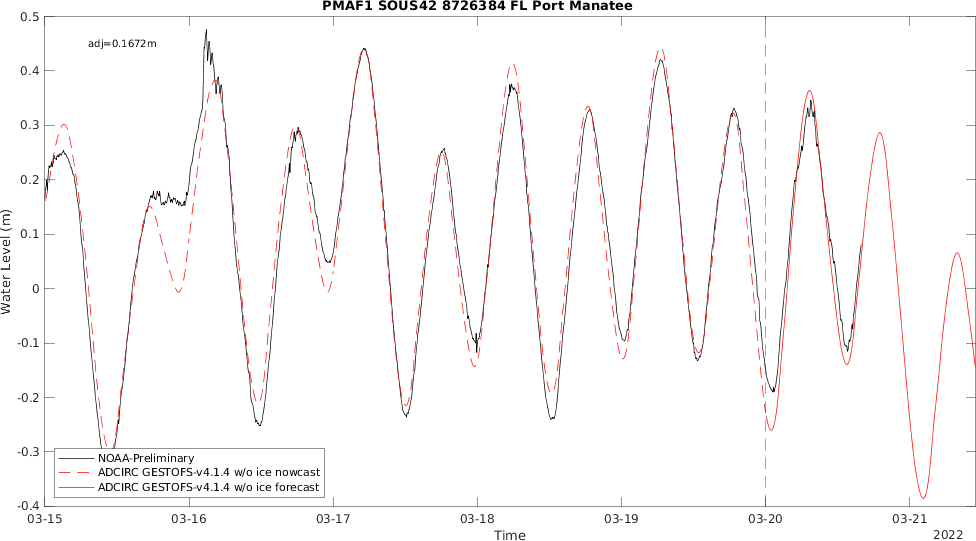 PMAF1 SOUS42 8726384 FL Port Manatee
adj=0.1672m
0.5
0.4
0.3
0.2
0.1
0
-0.1
-0.2
-0.3
-0.4
Water Level (m)
NOAA-Preliminary
ADCIRC GESTOFS-v4.1.4 w/o ice nowcast
ADCIRC GESTOFS-v4.1.4 w/o ice forecast
03-15 03-16 03-17 03-18 03-19 03-20 03-21
Time
2022